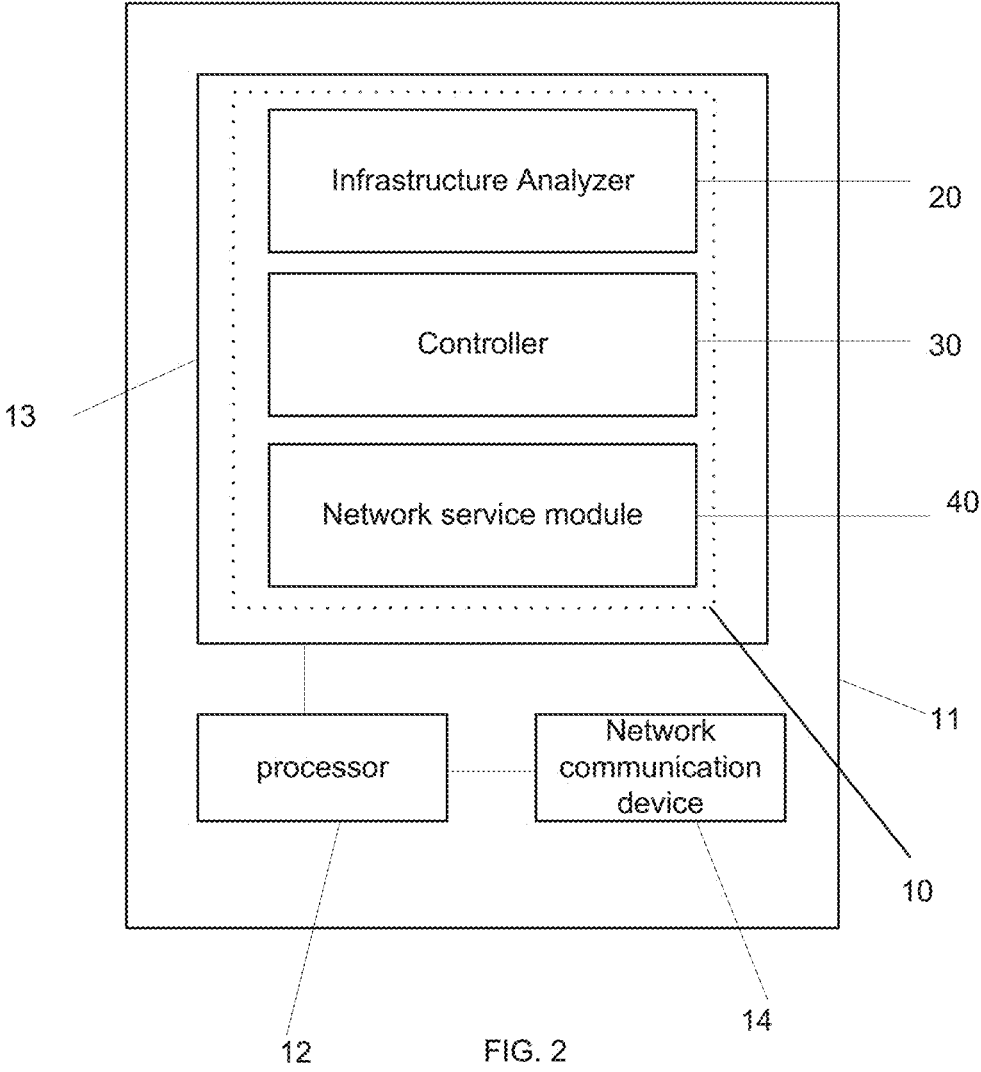 Infrastructure Analyzer
20
Controller
30
13
Network service module
40
11
processor
Network
communication
device
10
12
14
FIG. 2